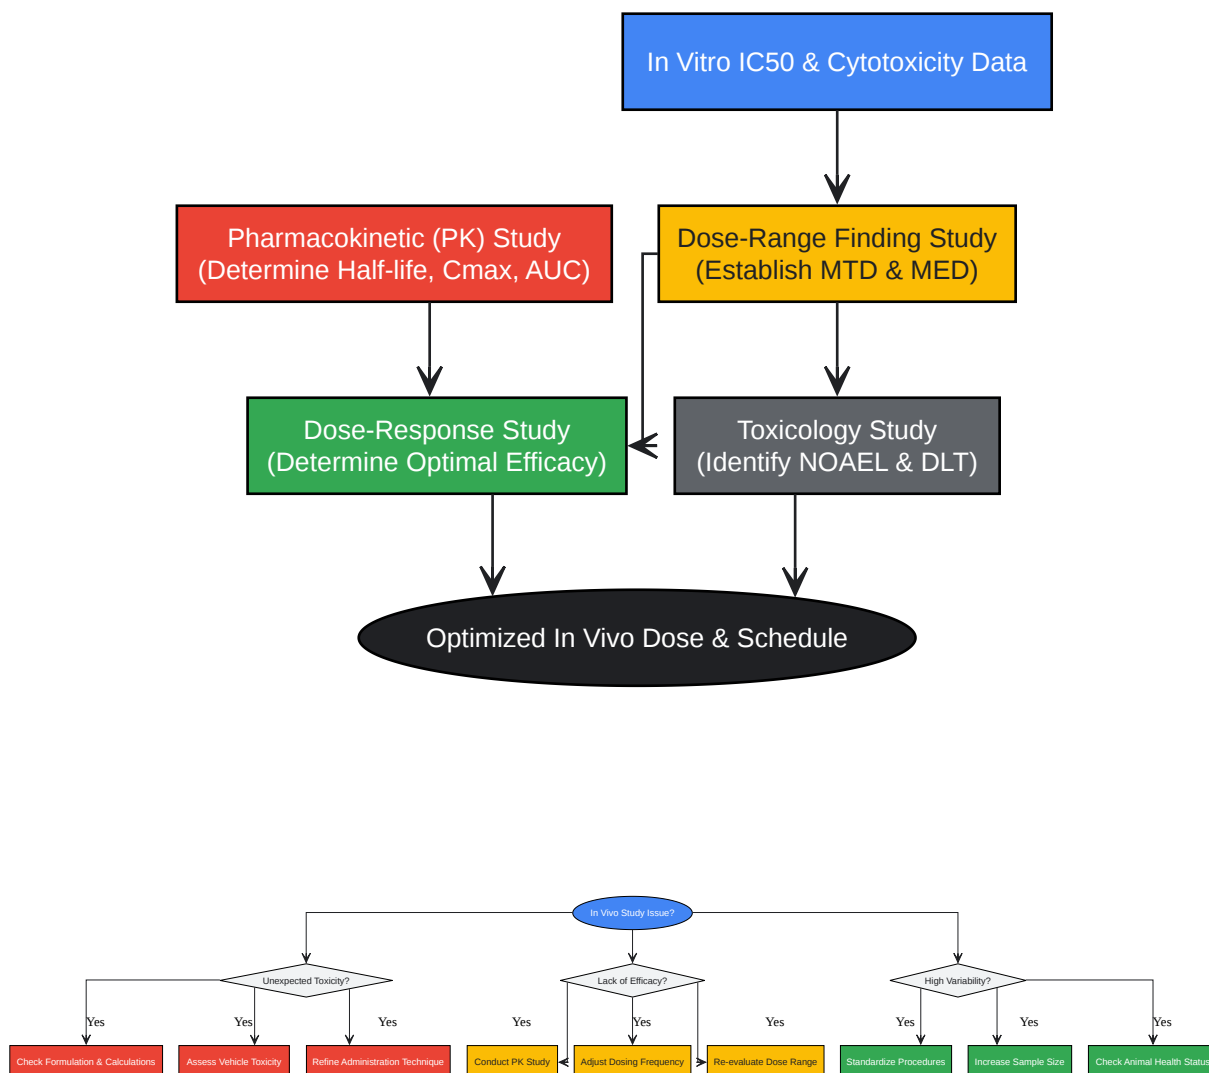 In Vitro IC50 & Cytotoxicity Data
Pharmacokinetic (PK) Study
(Determine Half-life, Cmax, AUC)
Dose-Range Finding Study
(Establish MTD & MED)
Dose-Response Study
(Determine Optimal Efficacy)
Toxicology Study
(Identify NOAEL & DLT)
Optimized In Vivo Dose & Schedule
In Vivo Study Issue?
Unexpected Toxicity?
Lack of Efficacy?
High Variability?
Yes
Yes
Yes
Yes
Yes
Yes
Yes
Yes
Yes
Check Formulation & Calculations
Assess Vehicle Toxicity
Refine Administration Technique
Conduct PK Study
Adjust Dosing Frequency
Re-evaluate Dose Range
Standardize Procedures
Increase Sample Size
Check Animal Health Status